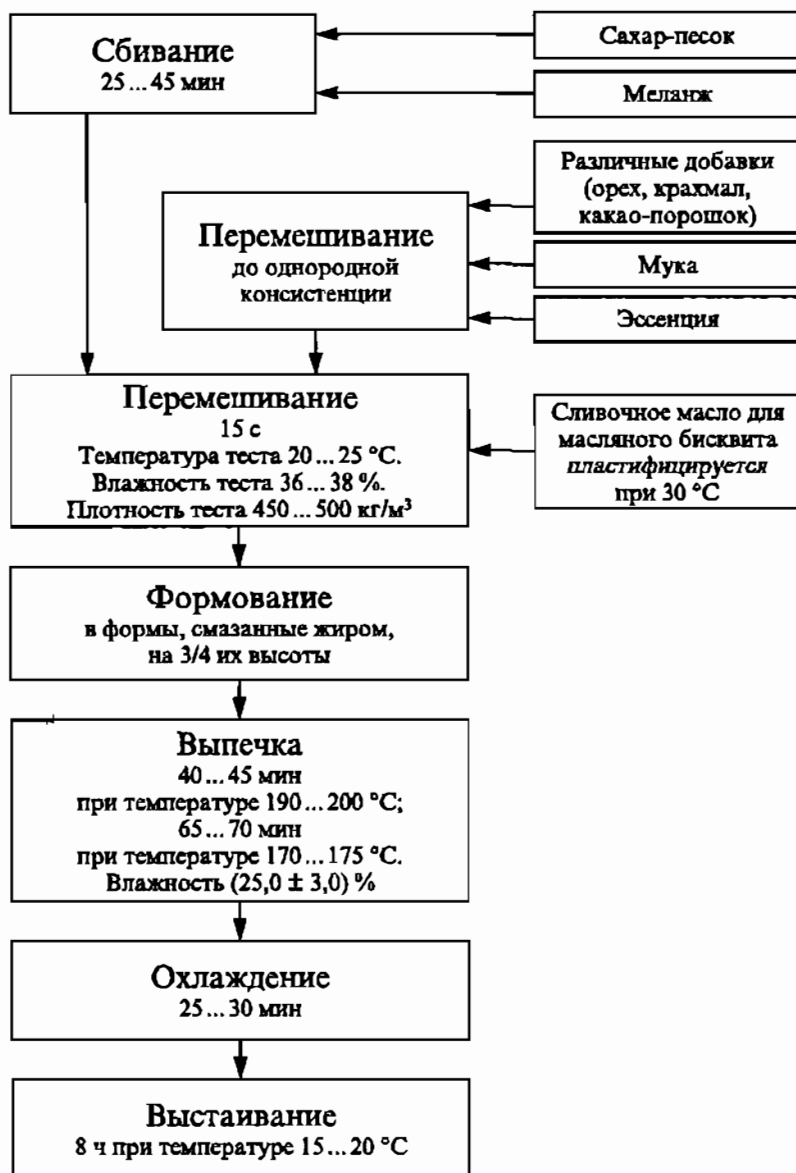 Сбивание
25 ... 45 мин
Сахар-песок
Меланж
Различные добавки
(орех, крахмал,
какао-порошок)
Перемешивание
до однородной
консистенции
Мука
Эссенция
Перемешивание
15 с
Температура теста 20 ... 25 °С.
Влажность теста 36 ... 38 %.
Плотность теста 450 ... 500 кг/м³
Сливочное масло для
масляного бисквита
пластифицируется
при 30 °С
Формование
в формы, смазанные жиром,
на 3/4 их высоты
Выпечка
40 ... 45 мин
при температуре 190 ... 200 °С;
65 ... 70 мин
при температуре 170 ... 175 °С.
Влажность (25,0 ± 3,0) %
Охлаждение
25 ... 30 мин
Выстаивание
8 ч при температуре 15 ... 20 °С